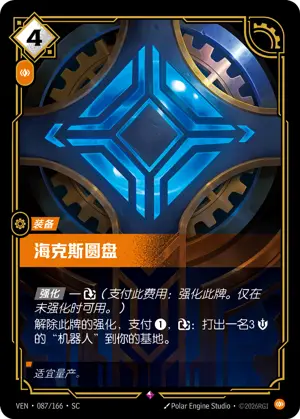 4
装备
海克斯圆盘
强化 — (支付此费用:强化此牌。仅在
未强化时可用。)
解除此牌的强化,支付1,:打出一名3
的“机器人”到你的基地。
适宜量产。
VEN • 087/166 • SC
Polar Engine Studio
©2026RGI